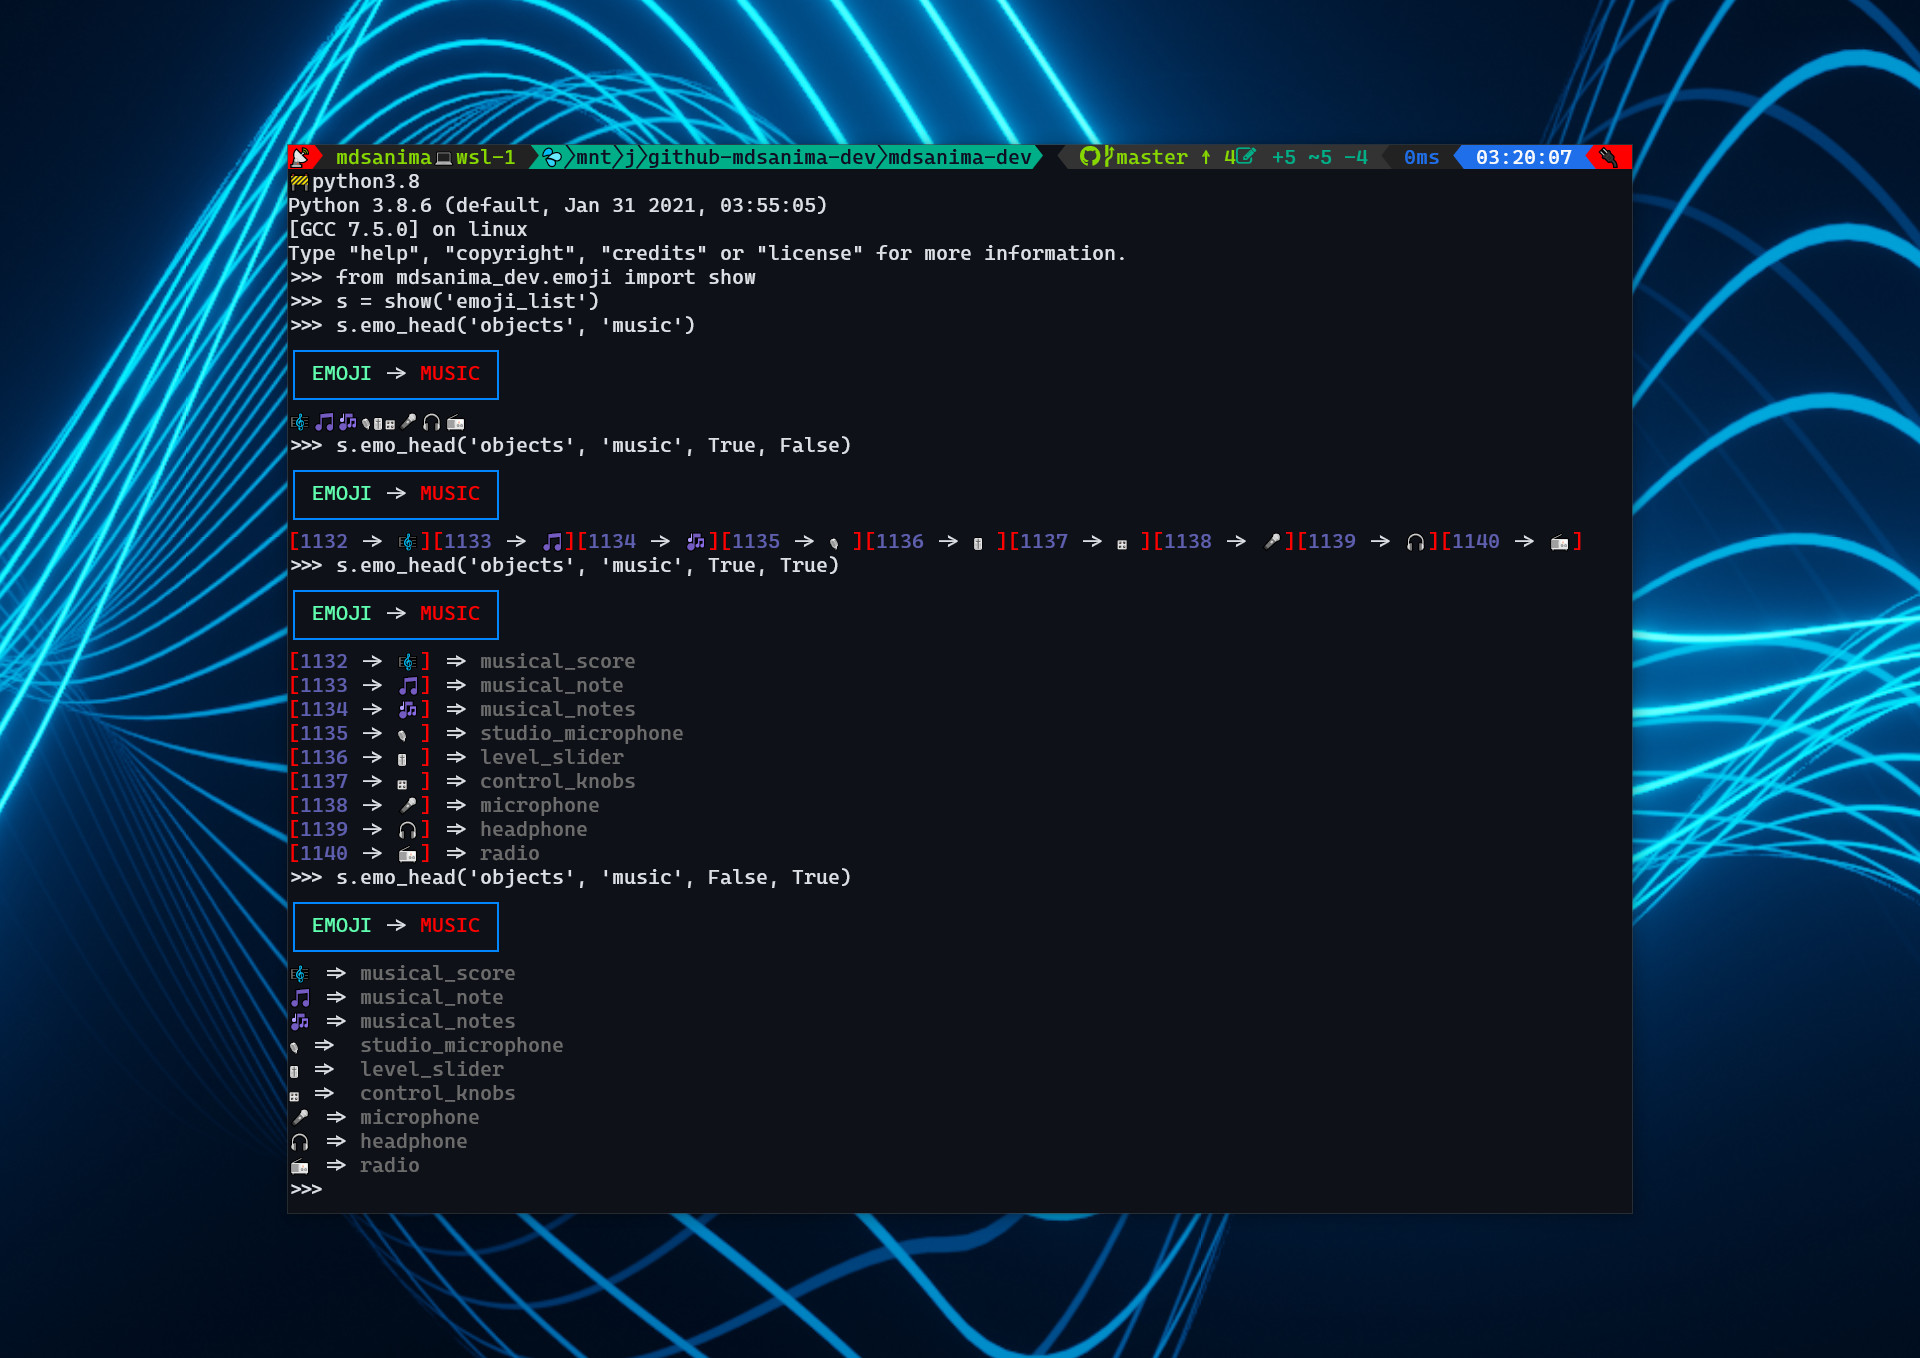 mdsanima💻wsl-1 mnt j github-mdsanima-dev mdsanima-dev master ↑ 4 +5 ~5 -4 0ms 03:20:07
🚧python3.8
Python 3.8.6 (default, Jan 31 2021, 03:55:05)
[GCC 7.5.0] on linux
Type "help", "copyright", "credits" or "license" for more information.
>>> from mdsanima_dev.emoji import show
>>> s = show('emoji_list')
>>> s.emo_head('objects', 'music')
EMOJI -> MUSIC
🎼🎵🎶🎙🎚🎛🎤🎧📻
>>> s.emo_head('objects', 'music', True, False)
EMOJI -> MUSIC
[1132 -> 🎼][1133 -> 🎵][1134 -> 🎶][1135 -> 🎙 ][1136 -> 🎚 ][1137 -> 🎛 ][1138 -> 🎤][1139 -> 🎧][1140 -> 📻]
>>> s.emo_head('objects', 'music', True, True)
EMOJI -> MUSIC
[1132 -> 🎼] => musical_score
[1133 -> 🎵] => musical_note
[1134 -> 🎶] => musical_notes
[1135 -> 🎙 ] => studio_microphone
[1136 -> 🎚 ] => level_slider
[1137 -> 🎛 ] => control_knobs
[1138 -> 🎤] => microphone
[1139 -> 🎧] => headphone
[1140 -> 📻] => radio
>>> s.emo_head('objects', 'music', False, True)
EMOJI -> MUSIC
🎼 => musical_score
🎵 => musical_note
🎶 => musical_notes
🎙 => studio_microphone
🎚 => level_slider
🎛 => control_knobs
🎤 => microphone
🎧 => headphone
📻 => radio
>>>